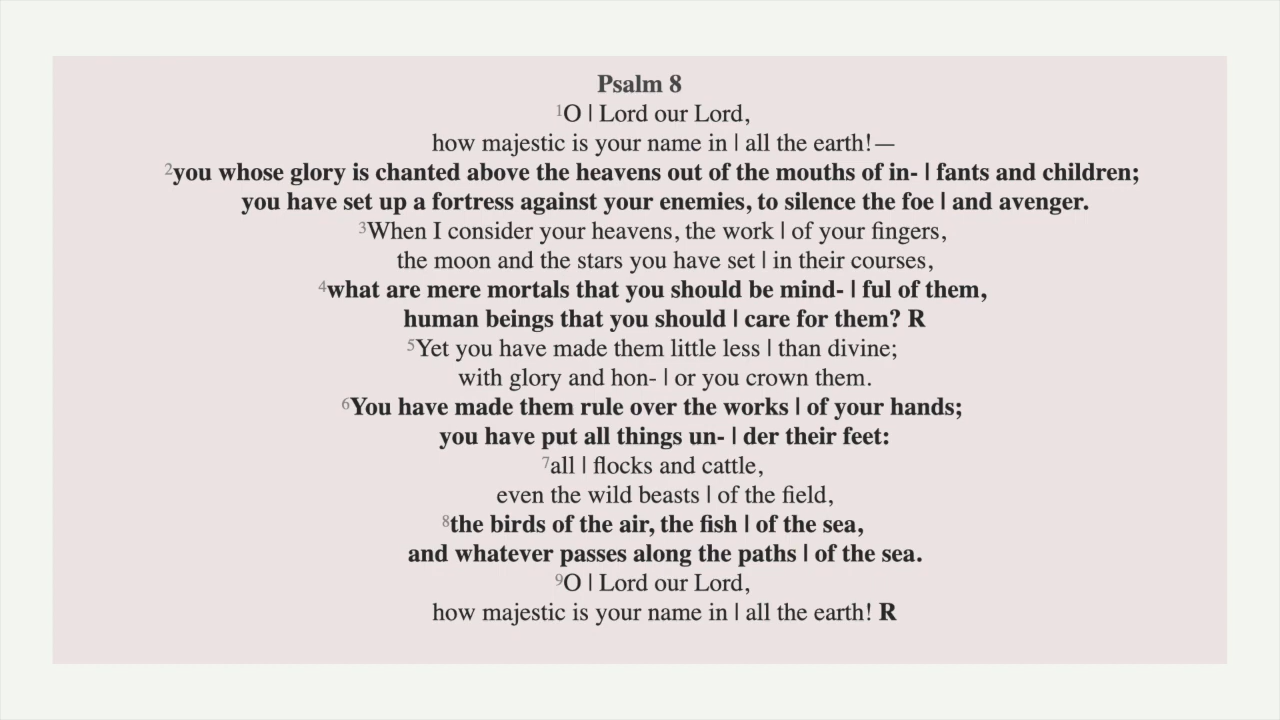 Psalm 8
1O | Lord our Lord,
how majestic is your name in | all the earth!—
2you whose glory is chanted above the heavens out of the mouths of in- | fants and children;
you have set up a fortress against your enemies, to silence the foe | and avenger.
3When I consider your heavens, the work | of your fingers,
the moon and the stars you have set | in their courses,
4what are mere mortals that you should be mind- | ful of them,
human beings that you should | care for them? R
5Yet you have made them little less | than divine;
with glory and hon- | or you crown them.
6You have made them rule over the works | of your hands;
you have put all things un- | der their feet:
7all | flocks and cattle,
even the wild beasts | of the field,
8the birds of the air, the fish | of the sea,
and whatever passes along the paths | of the sea.
9O | Lord our Lord,
how majestic is your name in | all the earth! R